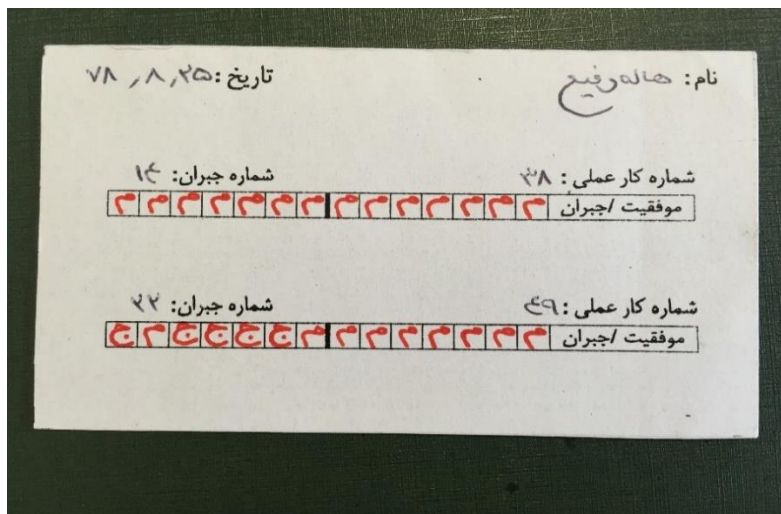 نام: هاله رفیع تاریخ: ۷۸٫۸٫۲۵
شماره کار عملی: ۳۸ شماره جبران: ۱۴
موفقیت /جبران م م م م م م م م م م م م م م
شماره کار عملی: ۴۹ شماره جبران: ۲۲
موفقیت /جبران م م م م م م م م ج ج ج ج م ج